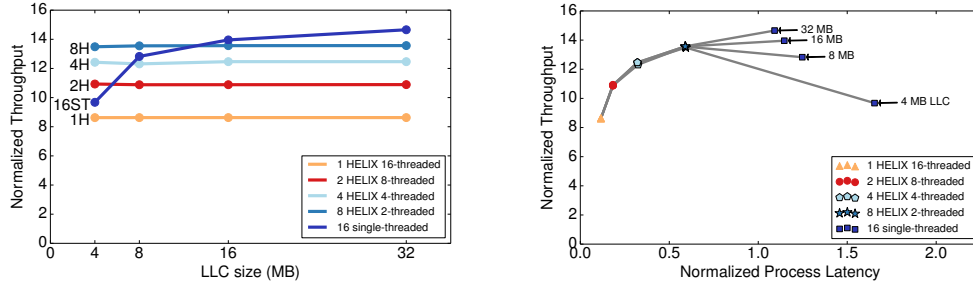 Normalized Throughput
16
14
12
10
8
6
4
2
0
8H
4H
2H
16ST
1H
1 HELIX 16-threaded
2 HELIX 8-threaded
4 HELIX 4-threaded
8 HELIX 2-threaded
16 single-threaded
0 4 8 16 32
LLC size (MB)
Normalized Throughput
16
14
12
10
8
6
4
2
0
32 MB
16 MB
8 MB
4 MB LLC
1 HELIX 16-threaded
2 HELIX 8-threaded
4 HELIX 4-threaded
8 HELIX 2-threaded
16 single-threaded
0.0 0.5 1.0 1.5 2.0
Normalized Process Latency